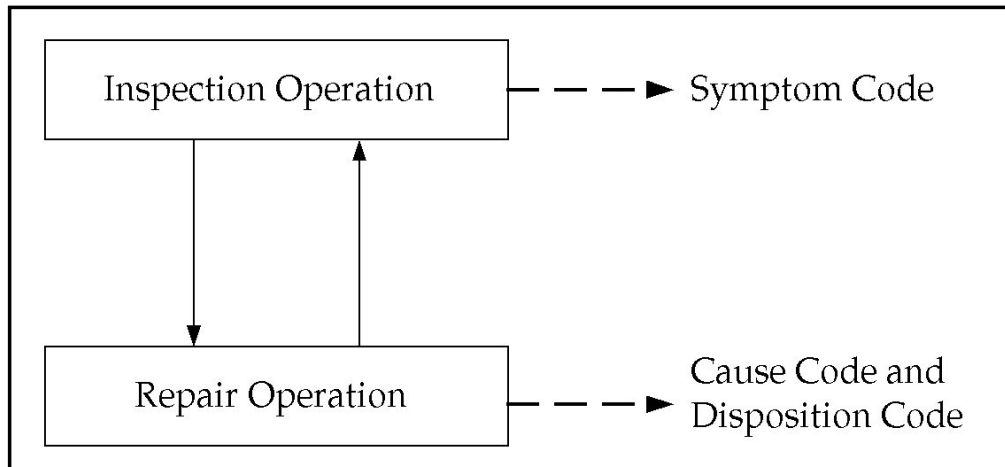 Inspection Operation
Symptom Code
Repair Operation
Cause Code and
Disposition Code